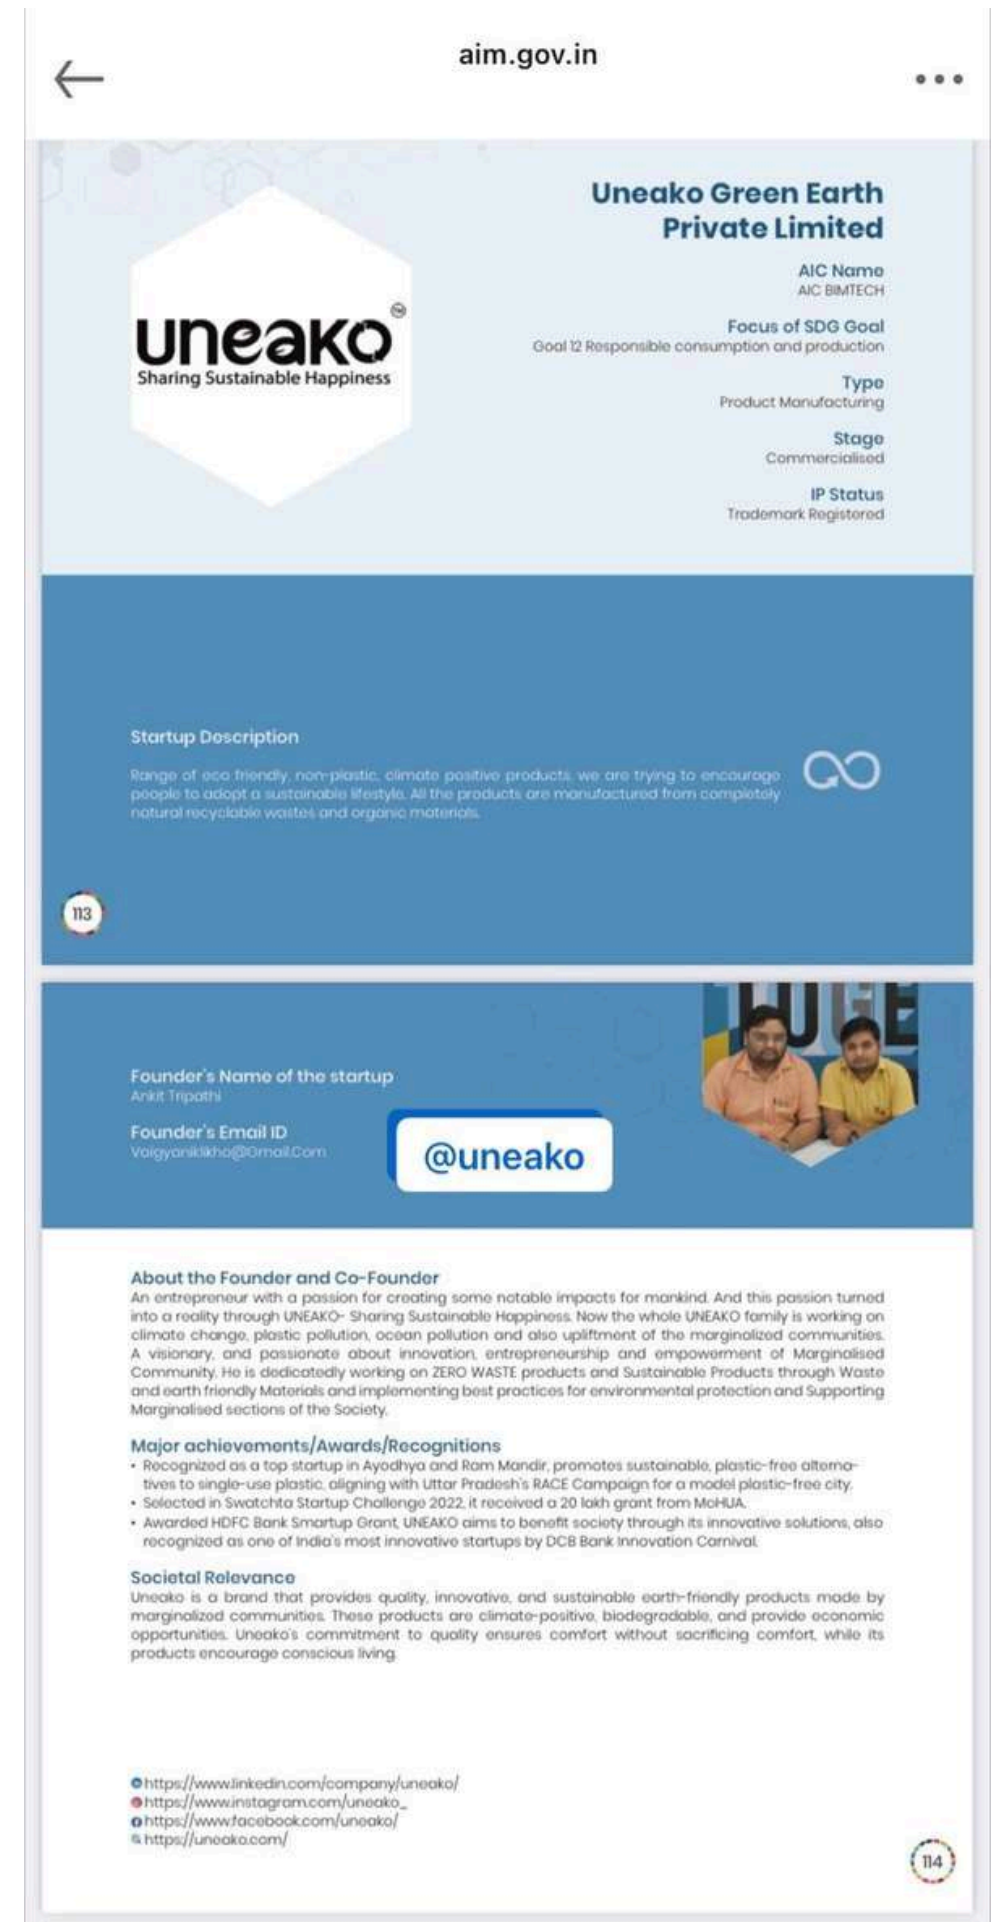 aim.gov.in
Uneako Green Earth
Private Limited
AIC Name
AIC BIMTECH
Focus of SDG Goal
Goal 12 Responsible consumption and production
Type
Product Manufacturing
Stage
Commercialised
IP Status
Trademark Registered
uneako
Sharing Sustainable Happiness
Startup Description
Range of eco friendly, non-plastic, climate positive products, we are trying to encourage
people to adopt a sustainable lifestyle. All the products are manufactured from completely
natural recyclable wastes and organic materials.
113
Founder's Name of the startup
Ankit Tripathi
Founder's Email ID
Vaigyaniklikho@Gmail.Com
@uneako
About the Founder and Co-Founder
An entrepreneur with a passion for creating some notable impacts for mankind. And this passion turned
into a reality through UNEAKO- Sharing Sustainable Happiness. Now the whole UNEAKO family is working on
climate change, plastic pollution, ocean pollution and also upliftment of the marginalized communities.
A visionary, and passionate about innovation, entrepreneurship and empowerment of Marginalised
Community. He is dedicatedly working on ZERO WASTE products and Sustainable Products through Waste
and earth friendly Materials and implementing best practices for environmental protection and Supporting
Marginalised sections of the Society.
Major achievements/Awards/Recognitions
• Recognized as a top startup in Ayodhya and Ram Mandir, promotes sustainable, plastic-free alterna-
tives to single-use plastic, aligning with Uttar Pradesh's RACE Campaign for a model plastic-free city.
• Selected in Swatchta Startup Challenge 2022, it received a 20 lakh grant from MoHUA.
• Awarded HDFC Bank Smartup Grant, UNEAKO aims to benefit society through its innovative solutions, also
recognized as one of India's most innovative startups by DCB Bank Innovation Carnival.
Societal Relevance
Uneako is a brand that provides quality, innovative, and sustainable earth-friendly products made by
marginalized communities. These products are climate-positive, biodegradable, and provide economic
opportunities. Uneako's commitment to quality ensures comfort without sacrificing comfort, while its
products encourage conscious living.
https://www.linkedin.com/company/uneako/
https://www.instagram.com/uneako_
https://www.facebook.com/uneako/
https://uneako.com/
114